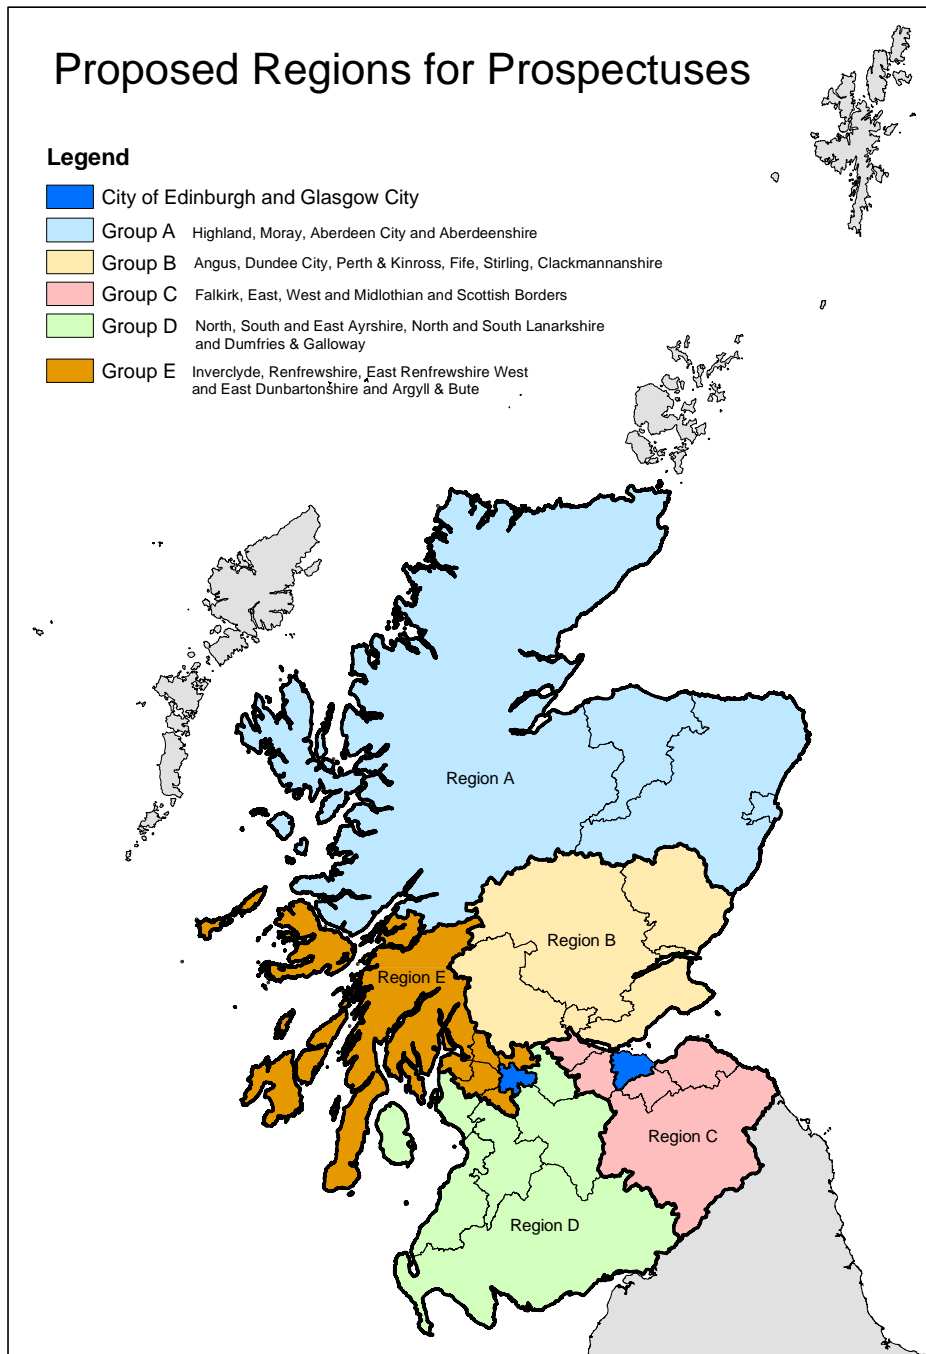 Proposed Regions for Prospectuses
Legend
City of Edinburgh and Glasgow City
Group A Highland, Moray, Aberdeen City and Aberdeenshire
Group B Angus, Dundee City, Perth & Kinross, Fife, Stirling, Clackmannanshire
Group C Falkirk, East, West and Midlothian and Scottish Borders
Group D North, South and East Ayrshire, North and South Lanarkshire
and Dumfries & Galloway
Group E Inverclyde, Renfrewshire, East Renfrewshire West
and East Dunbartonshire and Argyll & Bute
Region A
Region B
Region E
Region C
Region D